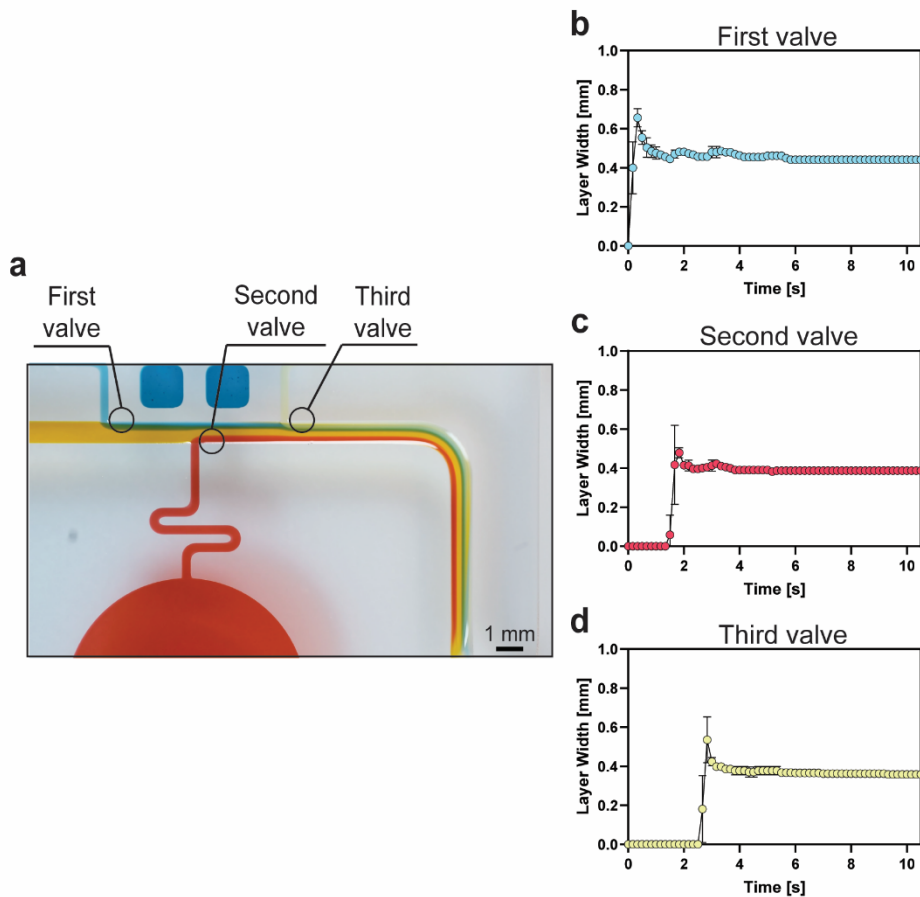 a
First
valve
Second
valve
Third
valve
1 mm
b
First valve
Layer Width [mm]
1.0
0.8
0.6
0.4
0.2
0.0
0 2 4 6 8 10
Time [s]
c
Second valve
Layer Width [mm]
1.0
0.8
0.6
0.4
0.2
0.0
0 2 4 6 8 10
Time [s]
d
Third valve
Layer Width [mm]
1.0
0.8
0.6
0.4
0.2
0.0
0 2 4 6 8 10
Time [s]